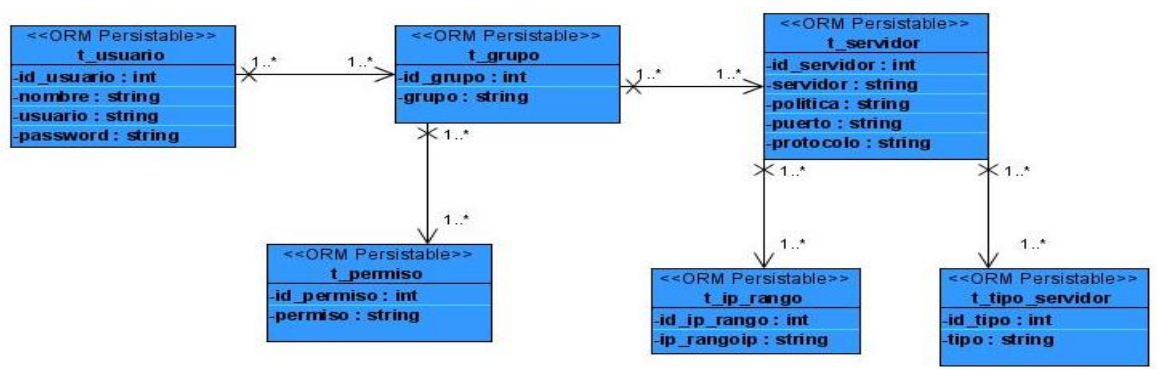 <<ORM Persistable>>
t_usuario
-id_usuario : int
-nombre : string
-usuario : string
-password : string
1..*
1..*
<<ORM Persistable>>
t_grupo
-id_grupo : int
-grupo : string
1..*
1..*
<<ORM Persistable>>
t_servidor
-id_servidor : int
-servidor : string
-politica : string
-puerto : string
-protocolo : string
1..*
1..*
1..*
1..*
1..*
1..*
<<ORM Persistable>>
t_permiso
-id_permiso : int
-permiso : string
<<ORM Persistable>>
t_ip_rango
-id_ip_rango : int
-ip_rangoip : string
<<ORM Persistable>>
t_tipo_servidor
-id_tipo : int
-tipo : string